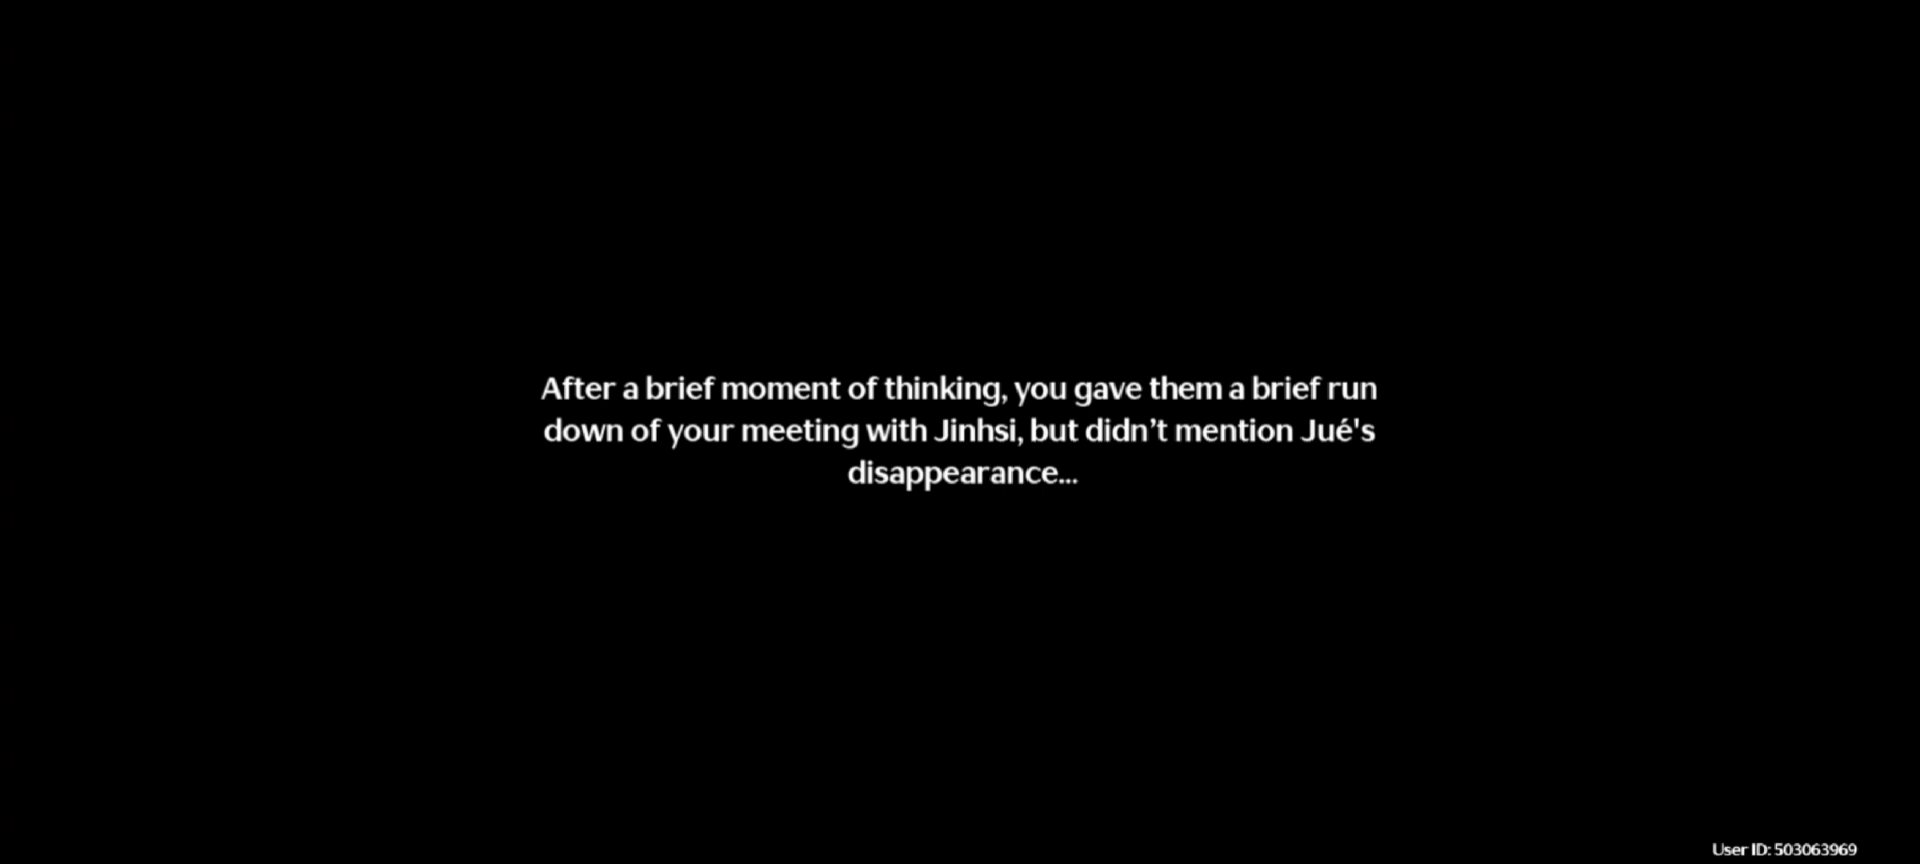 After a brief moment of thinking, you gave them a brief run
down of your meeting with Jinhsi, but didn’t mention Jué's
disappearance...
User ID: 503063969